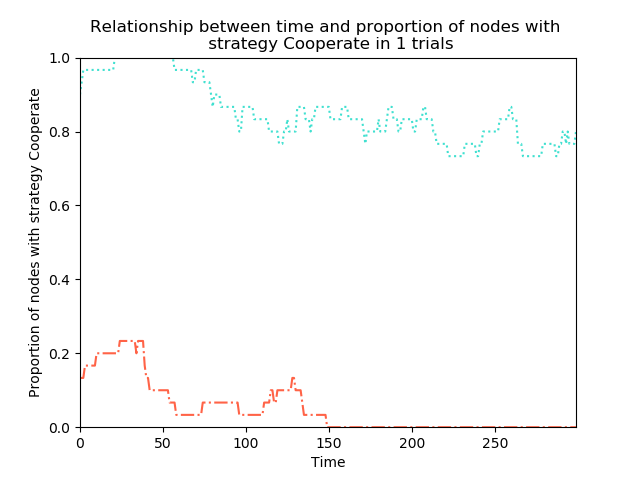 Relationship between time and proportion of nodes with
strategy Cooperate in 1 trials
Proportion of nodes with strategy Cooperate
1.0
0.8
0.6
0.4
0.2
0.0
0 50 100 150 200 250
Time